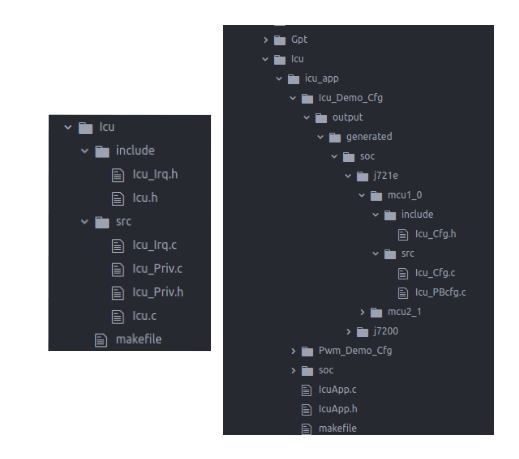 Icu
include
Icu_Irq.h
Icu.h
src
Icu_Irq.c
Icu_Priv.c
Icu_Priv.h
Icu.c
makefile
Gpt
Icu
icu_app
Icu_Demo_Cfg
output
generated
soc
j721e
mcu1_0
include
Icu_Cfg.h
src
Icu_Cfg.c
Icu_PBcfg.c
mcu2_1
j7200
Pwm_Demo_Cfg
soc
IcuApp.c
IcuApp.h
makefile